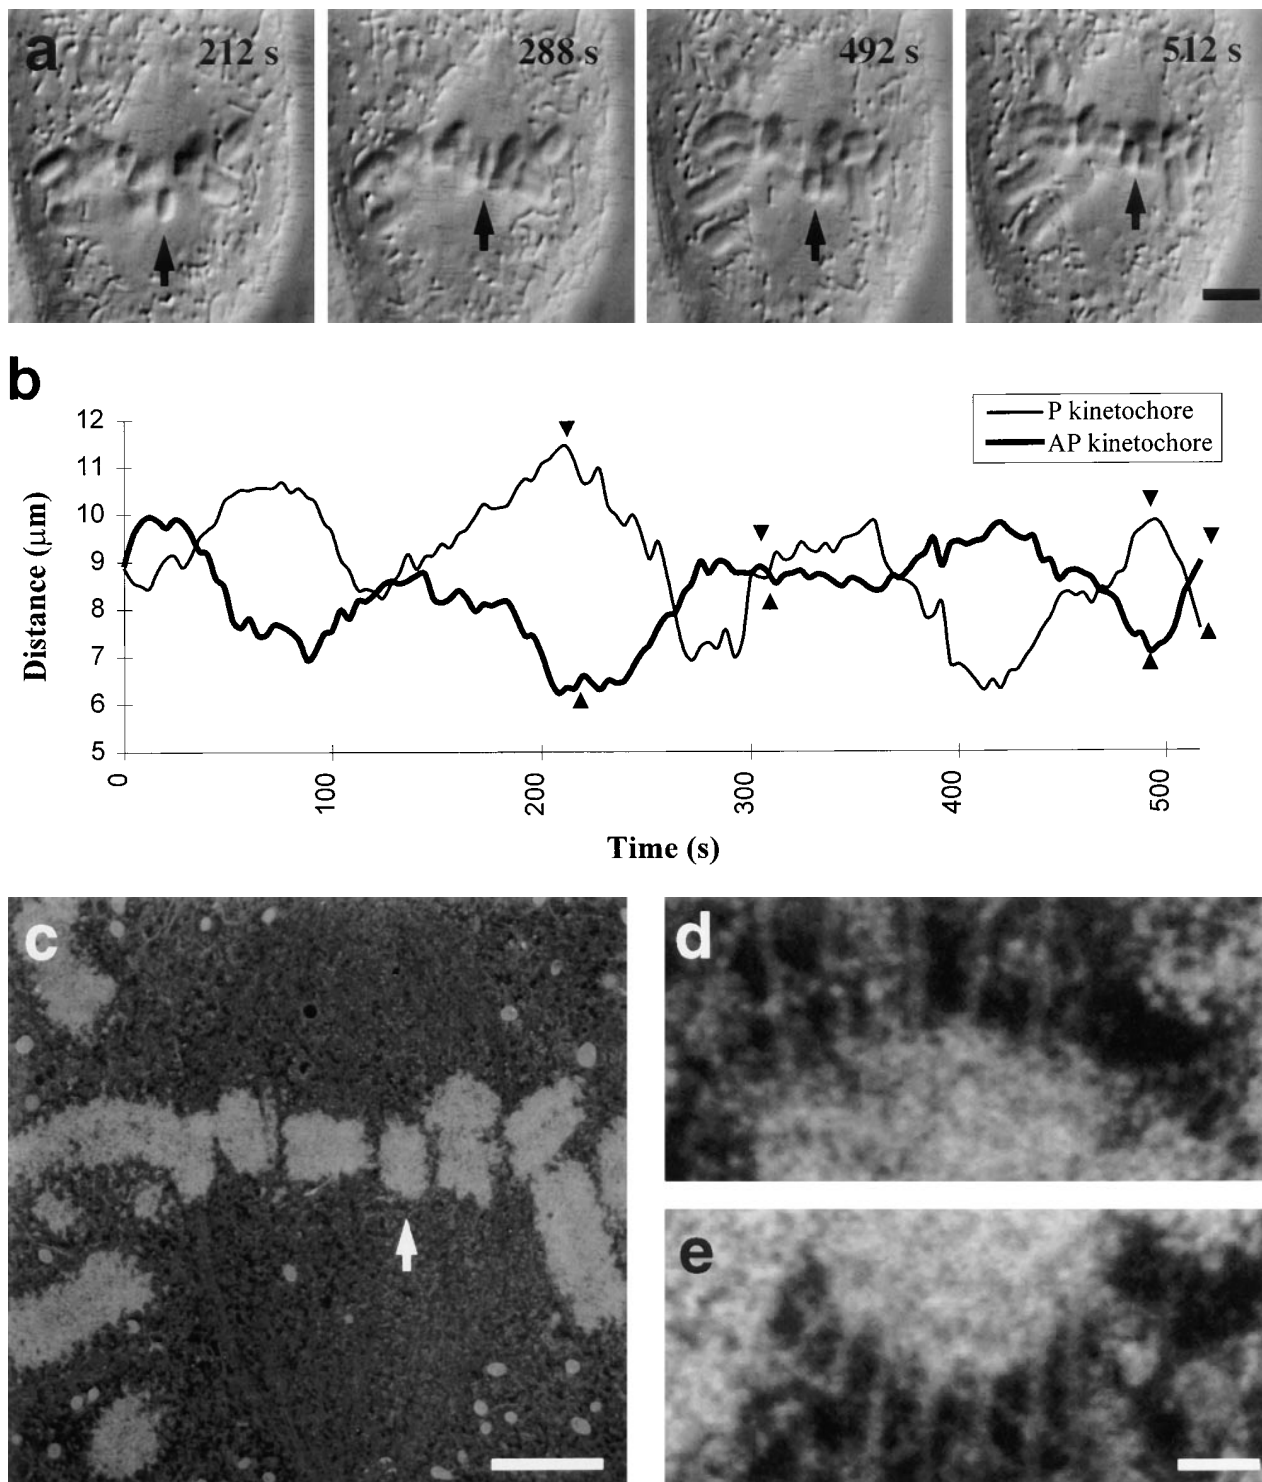 a
212 s
288 s
492 s
512 s
b
P kinetochore
AP kinetochore
Distance (μm)
12
11
10
9
8
7
6
5
0
100
200
300
400
500
Time (s)
c
d
e